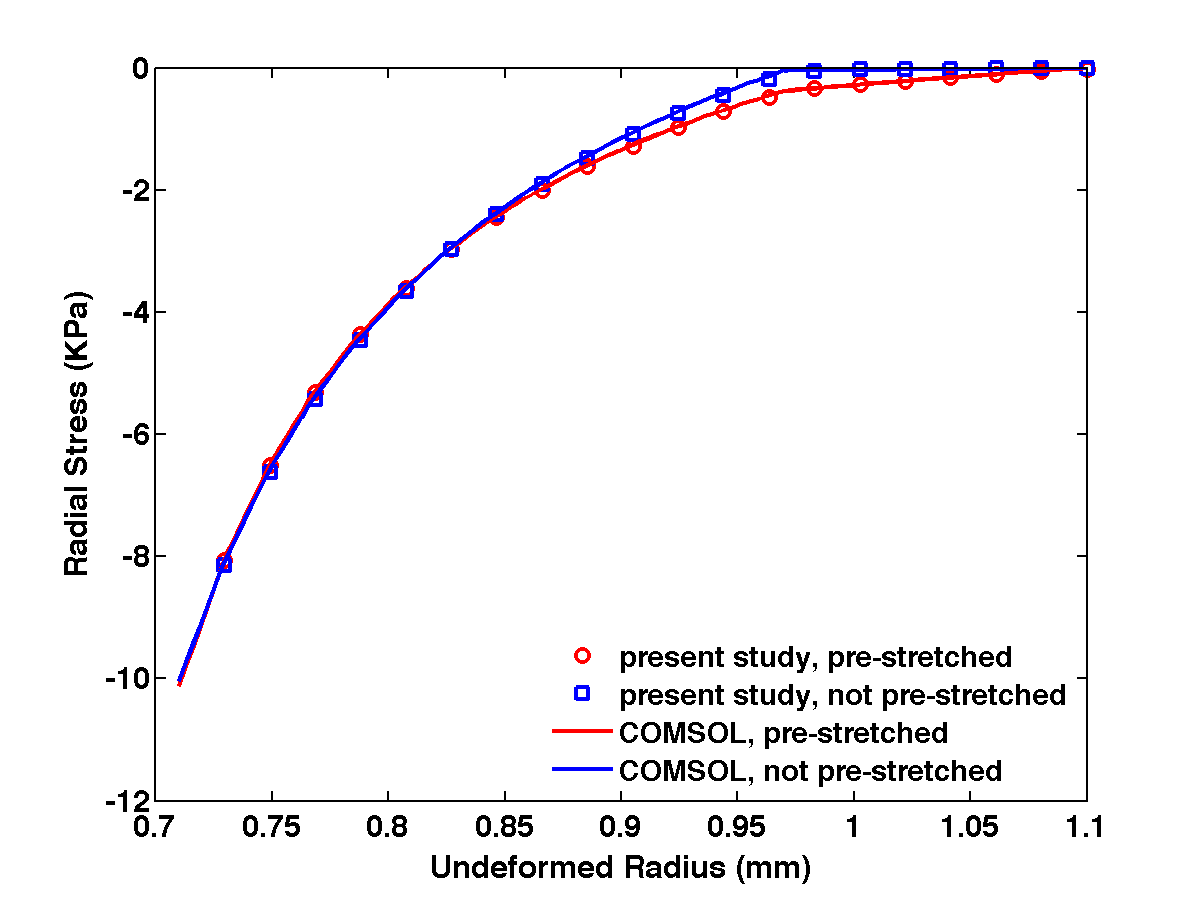 0
-2
-4
-6
-8
-10
-12
Radial Stress (KPa)
present study, pre-stretched
present study, not pre-stretched
COMSOL, pre-stretched
COMSOL, not pre-stretched
0.7 0.75 0.8 0.85 0.9 0.95 1 1.05 1.1
Undeformed Radius (mm)